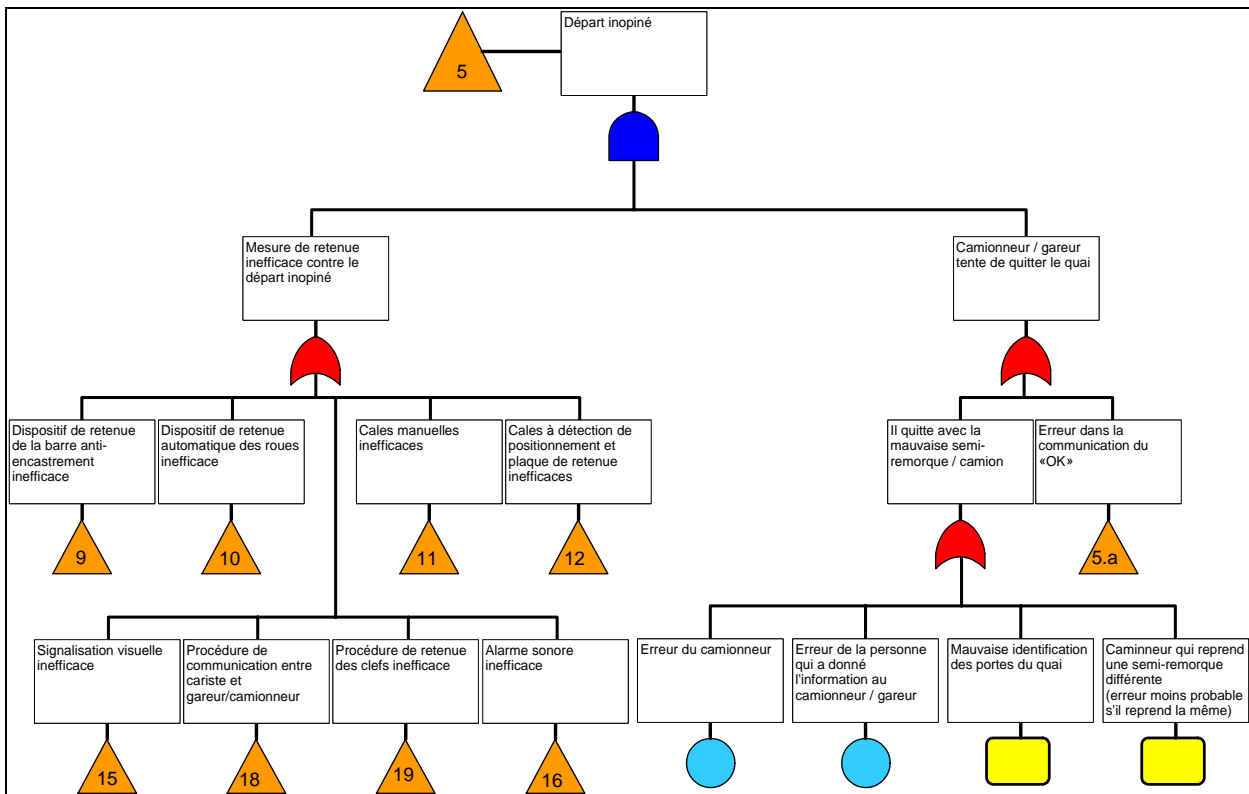 Départ inopiné
5
Mesure de retenue
inefficace contre le
départ inopiné
Camionneur / gareur
tente de quitter le quai
Dispositif de retenue
de la barre anti-
encastrement
inefficace
Dispositif de retenue
automatique des roues
inefficace
Cales manuelles
inefficaces
Cales à détection de
positionnement et
plaque de retenue
inefficaces
Il quitte avec la
mauvaise semi-
remorque / camion
Erreur dans la
communication du
«OK»
9
10
11
12
5.a
Signalisation visuelle
inefficace
Procédure de
communication entre
cariste et
gareur/camionneur
Procédure de retenue
des clefs inefficace
Alarme sonore
inefficace
Erreur du camionneur
Erreur de la personne
qui a donné
l'information au
camionneur / gareur
Mauvaise identification
des portes du quai
Caminneur qui reprend
une semi-remorque
différente
(erreur moins probable
s'il reprend la même)
15
18
19
16